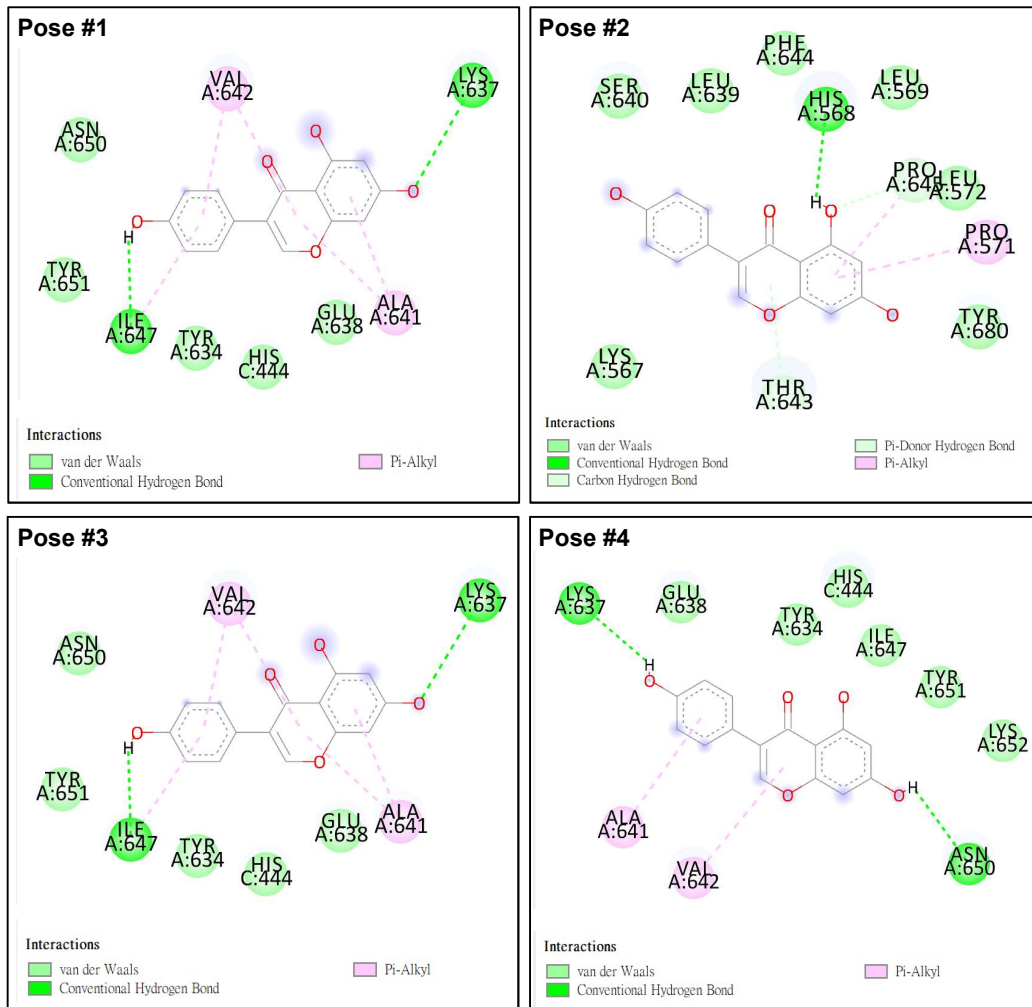 Pose #1
VAL
A:642
LYS
A:637
ASN
A:650
O
O
O
O
H
O
TYR
A:651
ILE
A:647
TYR
A:634
HIS
C:444
GLU
A:638
ALA
A:641
Interactions
van der Waals
Conventional Hydrogen Bond
Pi-Alkyl
Pose #2
PHE
A:644
SER
A:640
LEU
A:639
HIS
A:568
LEU
A:569
PRO
A:645
LEU
A:572
PRO
A:571
H
O
O
O
O
O
TYR
A:680
LYS
A:567
THR
A:643
Interactions
van der Waals
Conventional Hydrogen Bond
Carbon Hydrogen Bond
Pi-Donor Hydrogen Bond
Pi-Alkyl
Pose #3
VAL
A:642
LYS
A:637
ASN
A:650
O
O
O
O
H
O
TYR
A:651
ILE
A:647
TYR
A:634
HIS
C:444
GLU
A:638
ALA
A:641
Interactions
van der Waals
Conventional Hydrogen Bond
Pi-Alkyl
Pose #4
LYS
A:637
GLU
A:638
TYR
A:634
HIS
C:444
ILE
A:647
TYR
A:651
LYS
A:652
H
O
O
O
O
O
H
ALA
A:641
VAL
A:642
ASN
A:650
Interactions
van der Waals
Conventional Hydrogen Bond
Pi-Alkyl